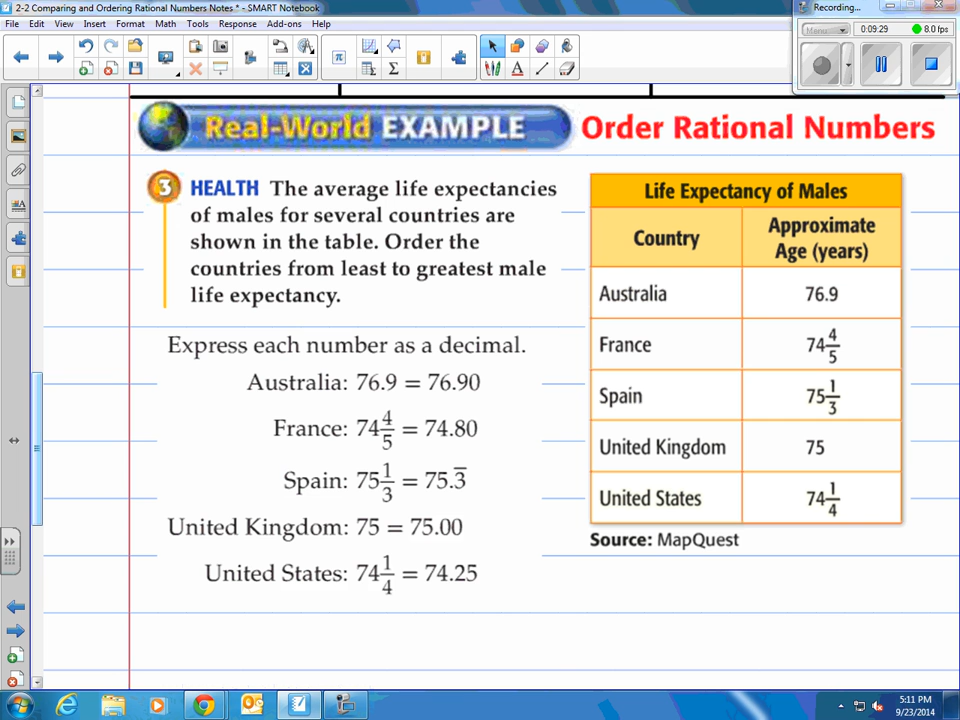 2-2 Comparing and Ordering Rational Numbers Notes * - SMART Notebook
Recording...
File Edit View Insert Format Math Tools Response Add-ons Help
Menu 0:09:29 8.0 fps
Real-World EXAMPLE Order Rational Numbers
3 HEALTH The average life expectancies
of males for several countries are
shown in the table. Order the
countries from least to greatest male
life expectancy.
Express each number as a decimal.
Australia: 76.9 = 76.90
France: 74 4/5 = 74.80
Spain: 75 1/3 = 75.3̅
United Kingdom: 75 = 75.00
United States: 74 1/4 = 74.25
Life Expectancy of Males
Country Approximate
Age (years)
Australia 76.9
France 74 4/5
Spain 75 1/3
United Kingdom 75
United States 74 1/4
Source: MapQuest
5:11 PM
9/23/2014